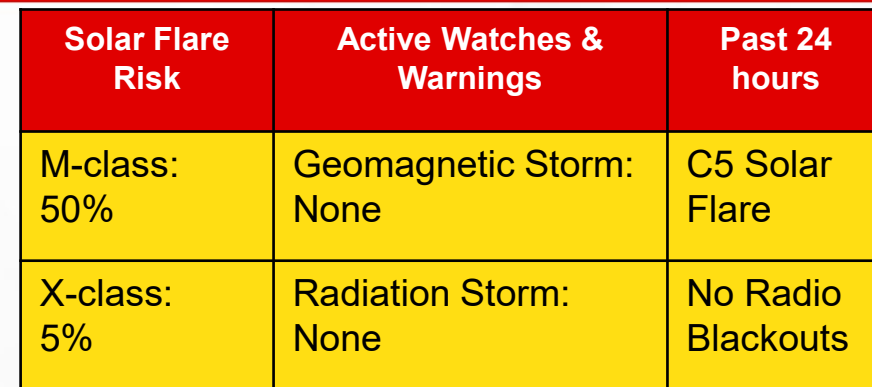 Solar Flare
Risk
Active Watches &
Warnings
Past 24
hours
M-class:
50%
Geomagnetic Storm:
None
C5 Solar
Flare
X-class:
5%
Radiation Storm:
None
No Radio
Blackouts